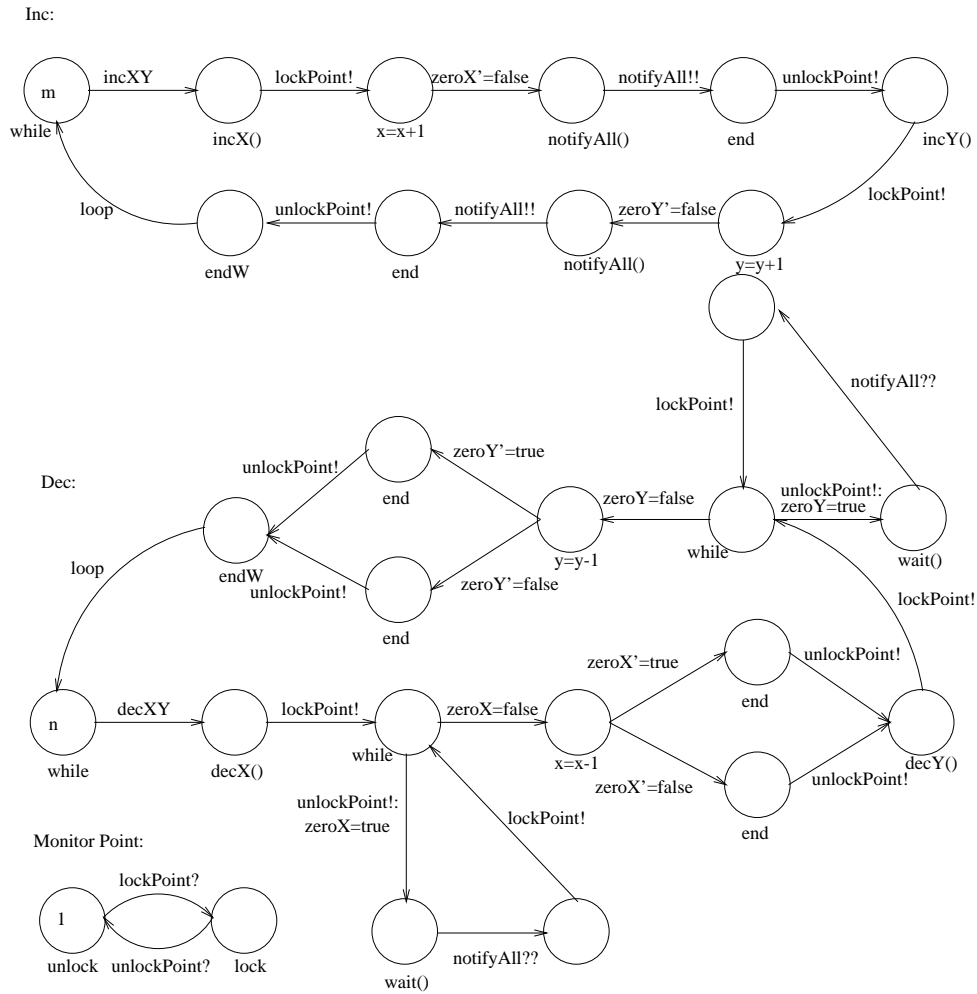 Inc:
m
while
incXY
incX()
lockPoint!
x=x+1
zeroX'=false
notifyAll()
notifyAll!!
end
unlockPoint!
incY()
lockPoint!
y=y+1
zeroY'=false
notifyAll()
notifyAll!!
end
unlockPoint!
endW
loop
Dec:
notifyAll??
lockPoint!
unlockPoint!:
zeroY=true
wait()
while
zeroY=false
y=y-1
zeroY'=true
zeroY'=false
end
end
unlockPoint!
unlockPoint!
endW
loop
n
while
decXY
decX()
lockPoint!
while
zeroX=false
x=x-1
zeroX'=true
zeroX'=false
end
end
unlockPoint!
unlockPoint!
decY()
lockPoint!
unlockPoint!:
zeroX=true
wait()
notifyAll??
lockPoint!
Monitor Point:
1
unlock
lockPoint?
unlockPoint?
lock